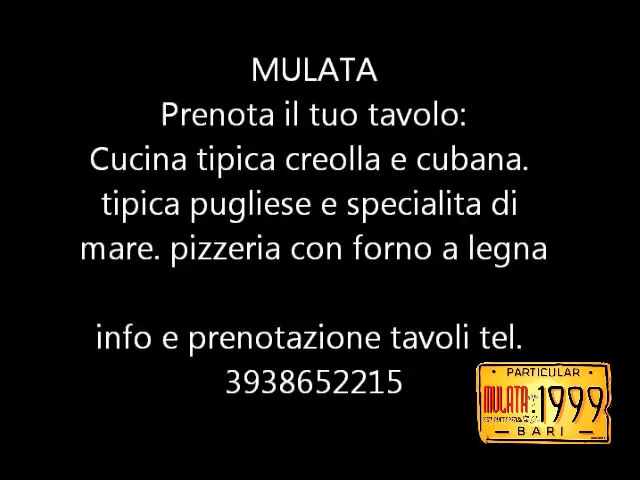 MULATA
Prenota il tuo tavolo:
Cucina tipica creolla e cubana.
tipica pugliese e specialita di
mare. pizzeria con forno a legna
info e prenotazione tavoli tel.
3938652215
PARTICULAR
MULATA 1999
BARI